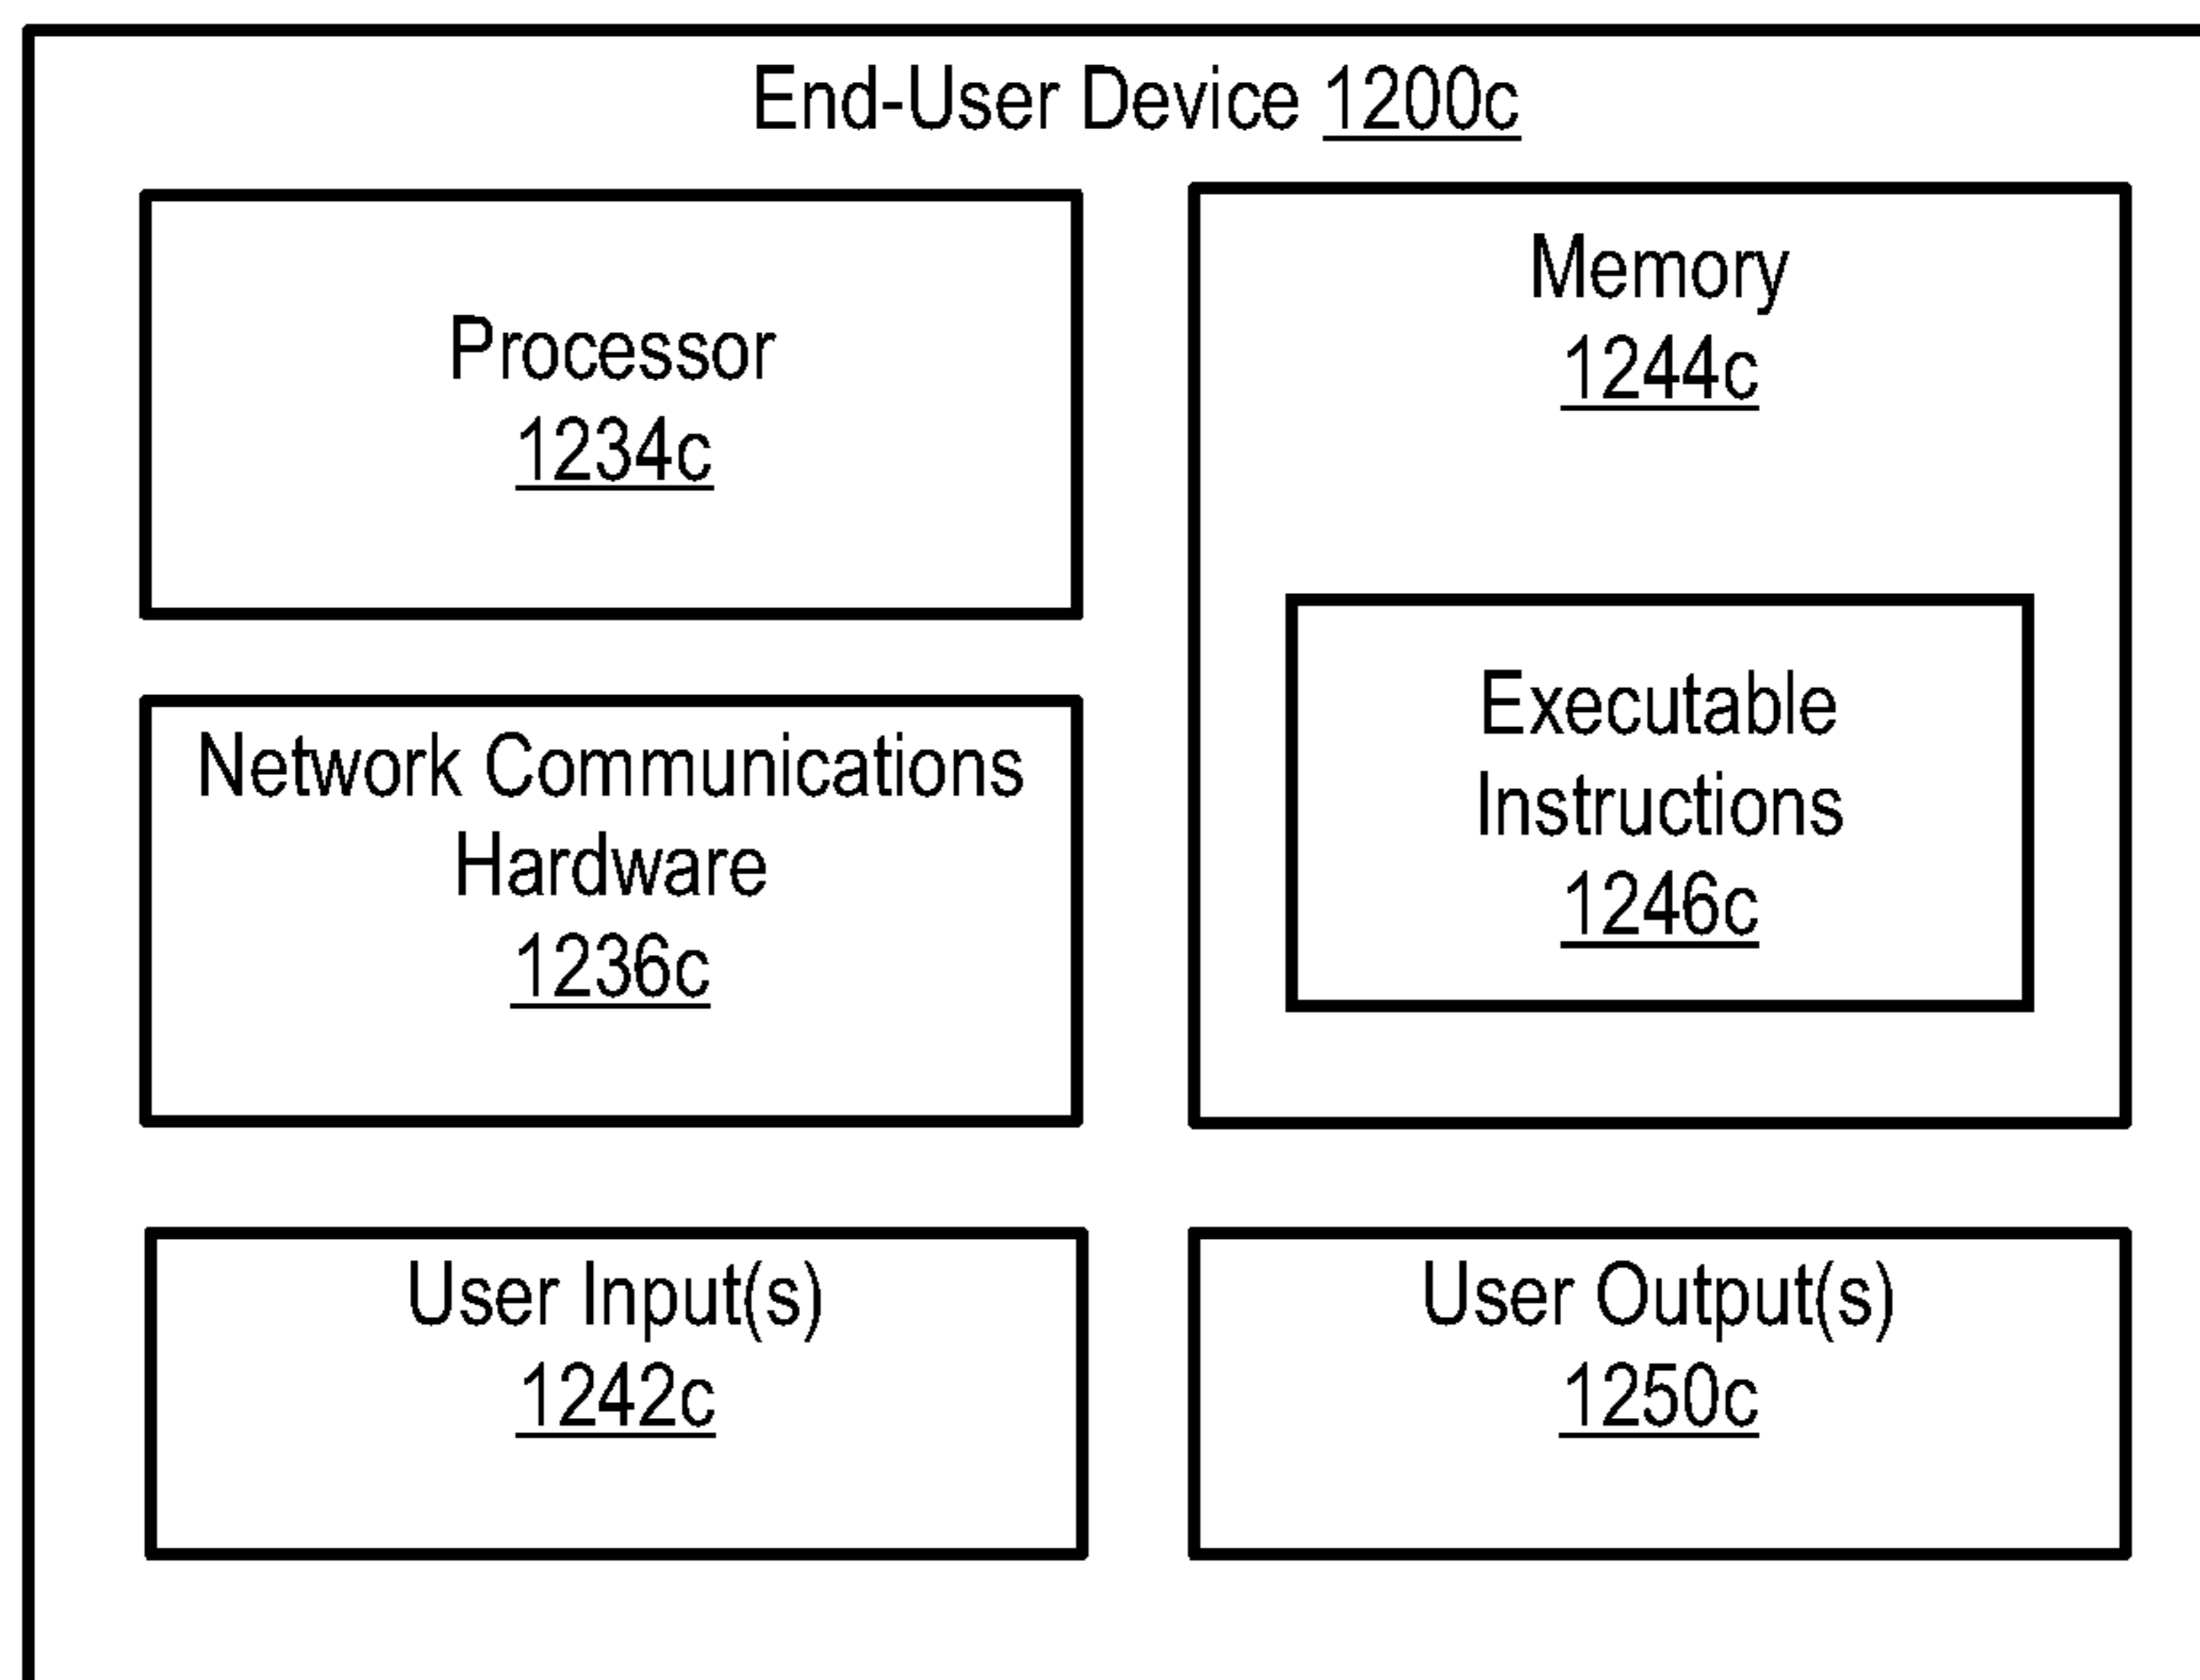 End-User Device 1200c
Processor
1234c
Memory
1244c
Network Communications
Hardware
1236c
Executable
Instructions
1246c
User Input(s)
1242c
User Output(s)
1250c